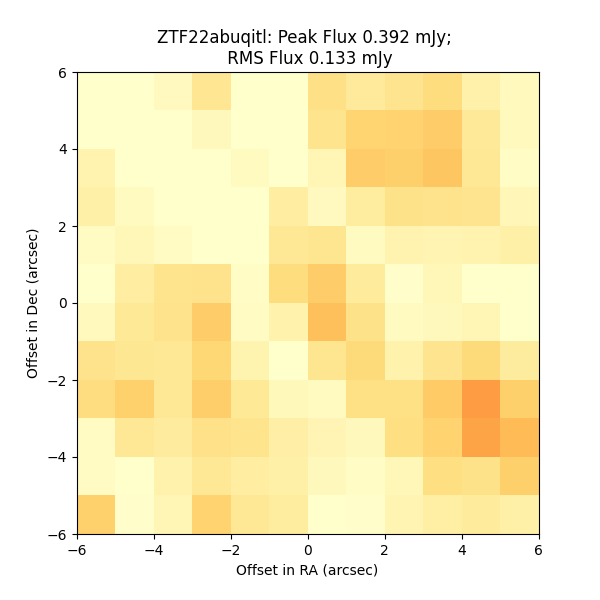 ZTF22abuqitl: Peak Flux 0.392 mJy;
RMS Flux 0.133 mJy
6
4
2
0
−2
−4
−6
Offset in Dec (arcsec)
−6 −4 −2 0 2 4 6
Offset in RA (arcsec)